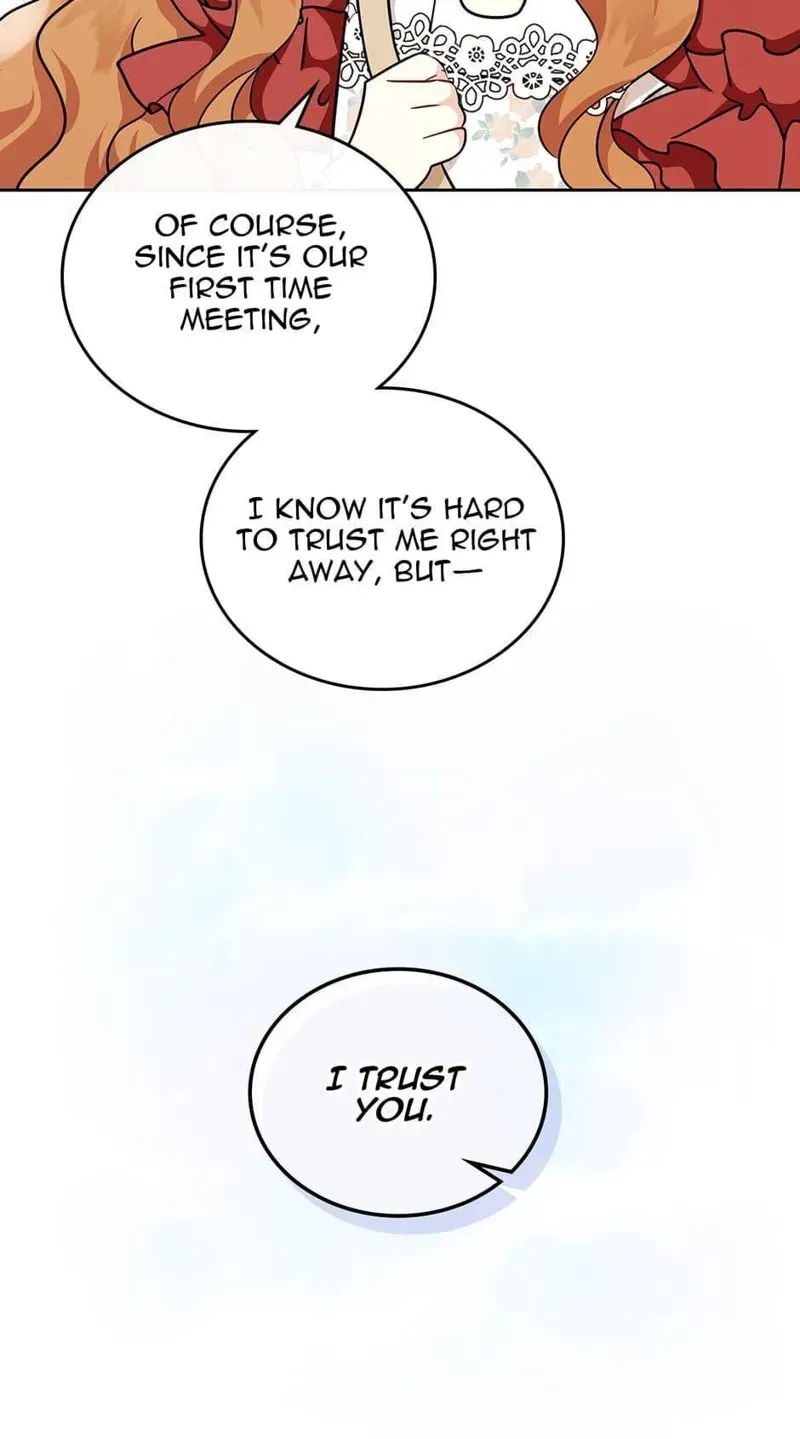 OF COURSE,
SINCE IT'S OUR
FIRST TIME
MEETING,
I KNOW IT'S HARD
TO TRUST ME RIGHT
AWAY, BUT—
I TRUST
YOU.